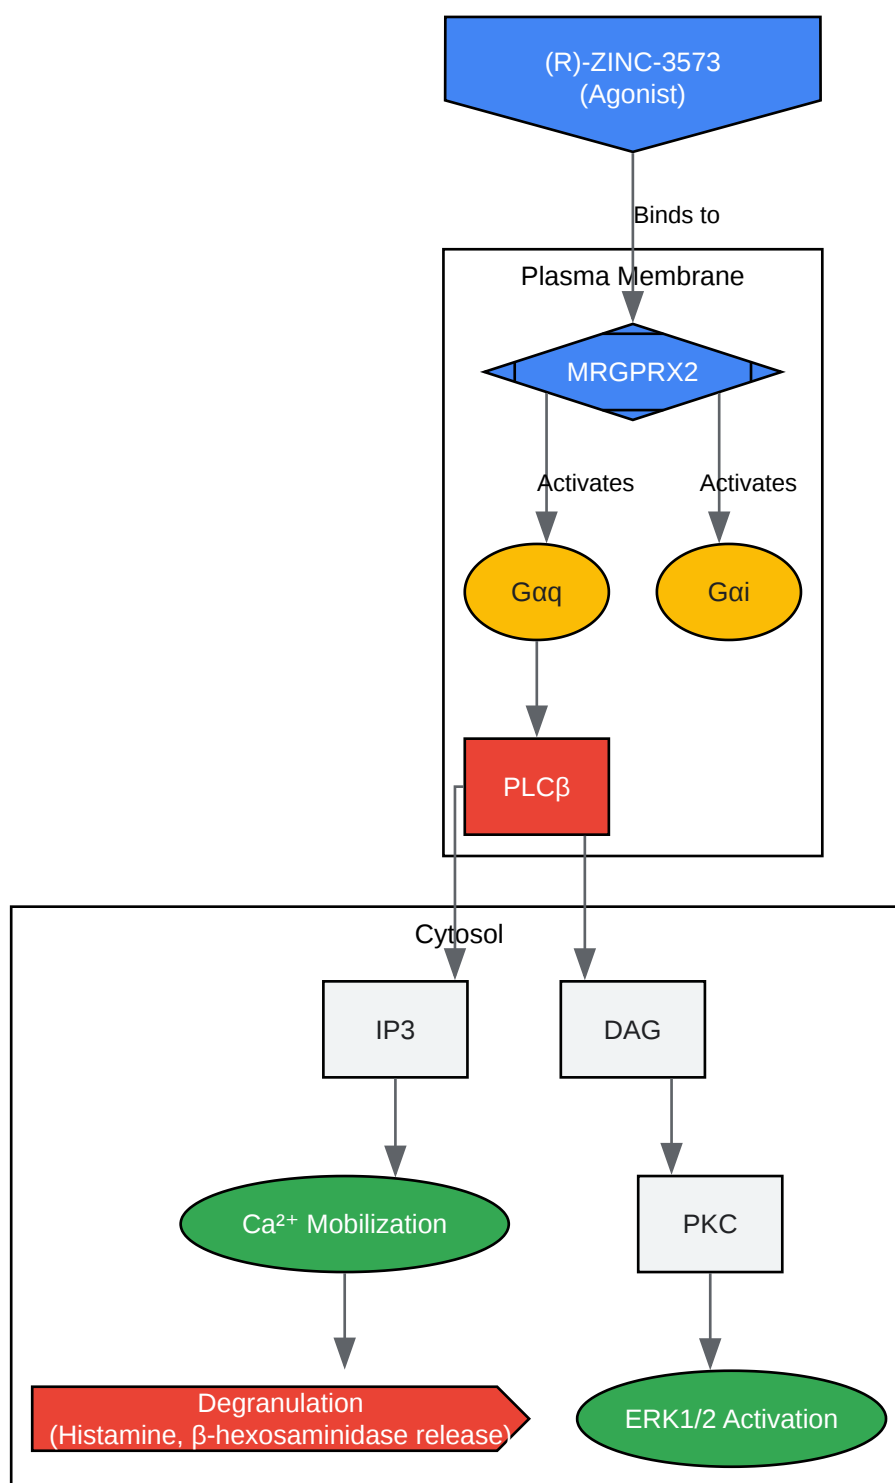 (R)-ZINC-3573
(Agonist)
Binds to
Plasma Membrane
MRGPRX2
Activates
Activates
Gαq
Gαi
PLCβ
Cytosol
IP3
DAG
Ca²⁺ Mobilization
PKC
Degranulation
(Histamine, β-hexosaminidase release)
ERK1/2 Activation